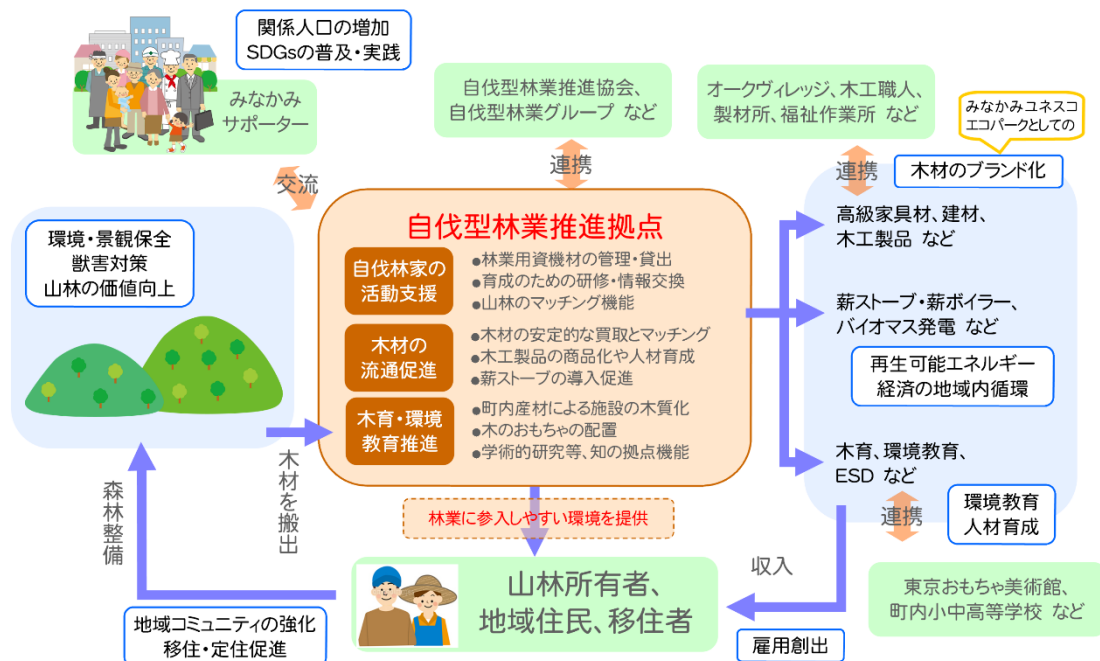 関係人口の増加
SDGsの普及・実践
みなかみ
サポーター
自伐型林業推進協会、
自伐型林業グループ など
オークヴィレッジ、木工職人、
製材所、福祉作業所 など
みなかみユネスコ
エコパークとしての
交流
連携
連携
木材のブランド化
環境・景観保全
獣害対策
山林の価値向上
自伐型林業推進拠点
自伐林家の
活動支援
●林業用資機材の管理・貸出
●育成のための研修・情報交換
●山林のマッチング機能
木材の
流通促進
●木材の安定的な買取とマッチング
●木工製品の商品化や人材育成
●薪ストーブの導入促進
木育・環境
教育推進
●町内産材による施設の木質化
●木のおもちゃの配置
●学術的研究等、知の拠点機能
高級家具材、建材、
木工製品 など
薪ストーブ・薪ボイラー、
バイオマス発電 など
再生可能エネルギー
経済の地域内循環
木育、環境教育、
ESD など
連携
環境教育
人材育成
森林整備
木材を搬出
林業に参入しやすい環境を提供
山林所有者、
地域住民、移住者
収入
東京おもちゃ美術館、
町内小中高等学校 など
地域コミュニティの強化
移住・定住促進
雇用創出